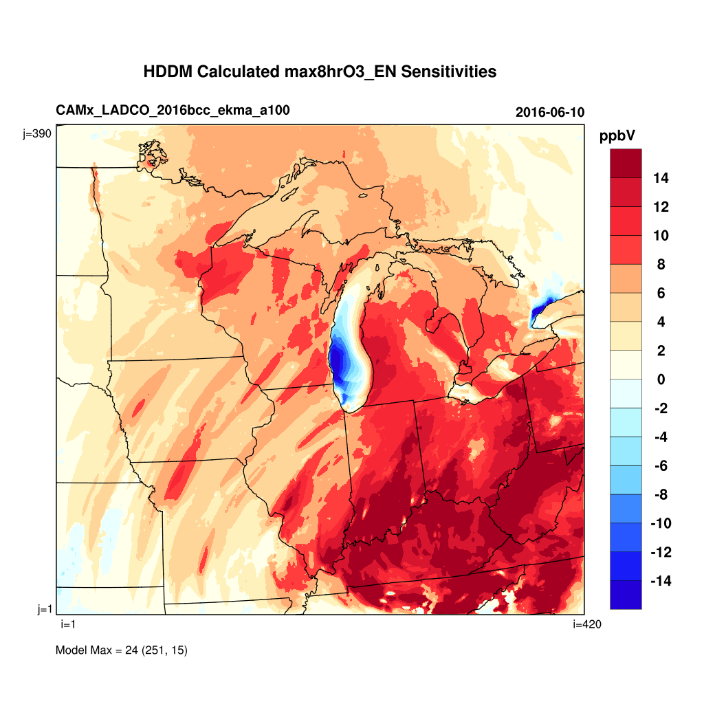 HDDM Calculated max8hrO3_EN Sensitivities
CAMx_LADCO_2016bcc_ekma_a100
2016-06-10
j=390
ppbV
14
12
10
8
6
4
2
0
-2
-4
-6
-8
-10
-12
-14
j=1
i=1
i=420
Model Max = 24 (251, 15)